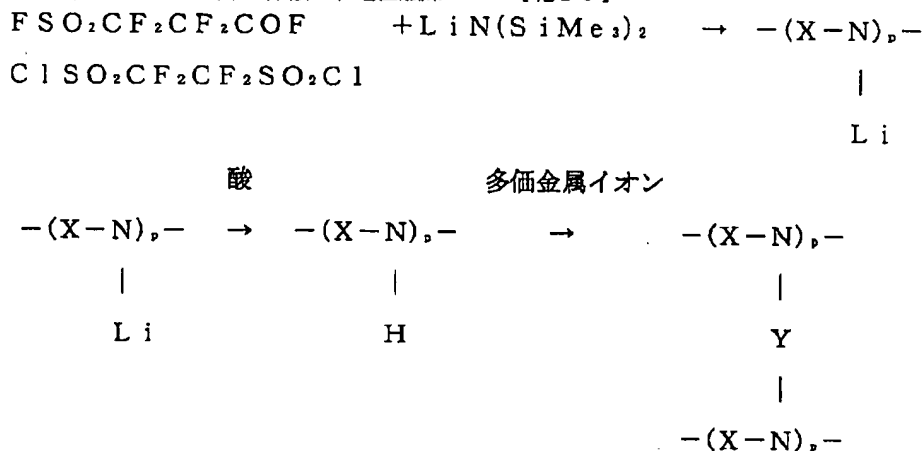 FSO₂CF₂CF₂COF +LiN(SiMe₃)₂ → −(X−N)ₚ−
ClSO₂CF₂CF₂SO₂Cl |
Li
酸 多価金属イオン
−(X−N)ₚ− → −(X−N)ₚ− → −(X−N)ₚ−
| | |
Li H Y
|
−(X−N)ₚ−